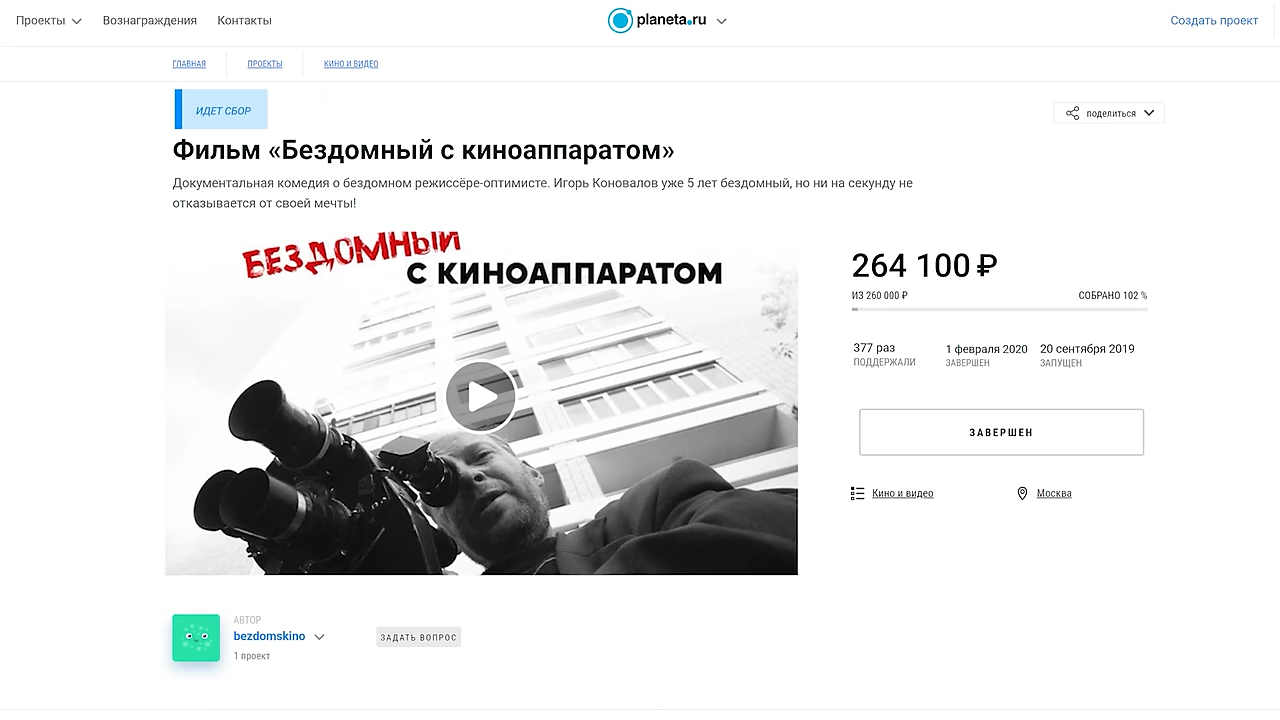 Проекты
Вознаграждения
Контакты
planeta.ru
Создать проект
ГЛАВНАЯ
ПРОЕКТЫ
КИНО И ВИДЕО
ИДЕТ СБОР
поделиться
Фильм «Бездомный с киноаппаратом»
Документальная комедия о бездомном режиссёре-оптимисте. Игорь Коновалов уже 5 лет бездомный, но ни на секунду не
отказывается от своей мечты!
БЕЗДОМНЫЙ
С КИНОАППАРАТОМ
264 100 ₽
ИЗ 260 000 ₽
СОБРАНО 102 %
377 раз
ПОДДЕРЖАЛИ
1 февраля 2020
ЗАВЕРШЕН
20 сентября 2019
ЗАПУЩЕН
ЗАВЕРШЕН
Кино и видео
Москва
АВТОР
bezdomskino
1 проект
ЗАДАТЬ ВОПРОС